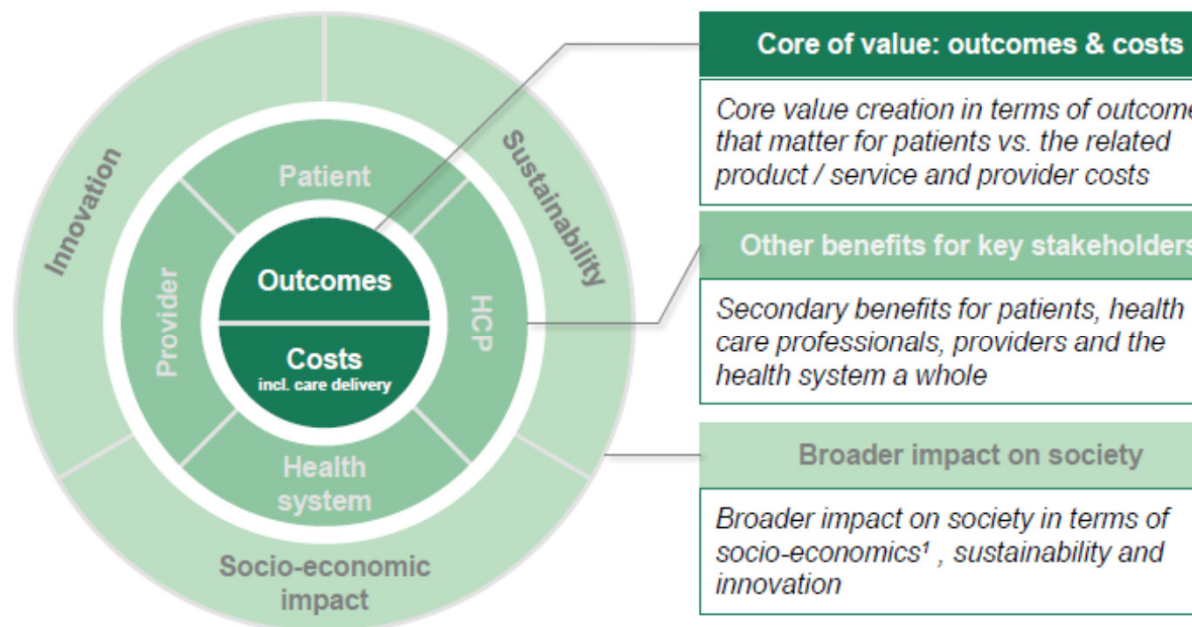 Innovation
Sustainability
Patient
Provider
HCP
Health
system
Outcomes
Costs
incl. care delivery
Socio-economic
impact
Core of value: outcomes & costs
Core value creation in terms of outcome
that matter for patients vs. the related
product / service and provider costs
Other benefits for key stakeholders
Secondary benefits for patients, health
care professionals, providers and the
health system a whole
Broader impact on society
Broader impact on society in terms of
socio-economics¹ , sustainability and
innovation